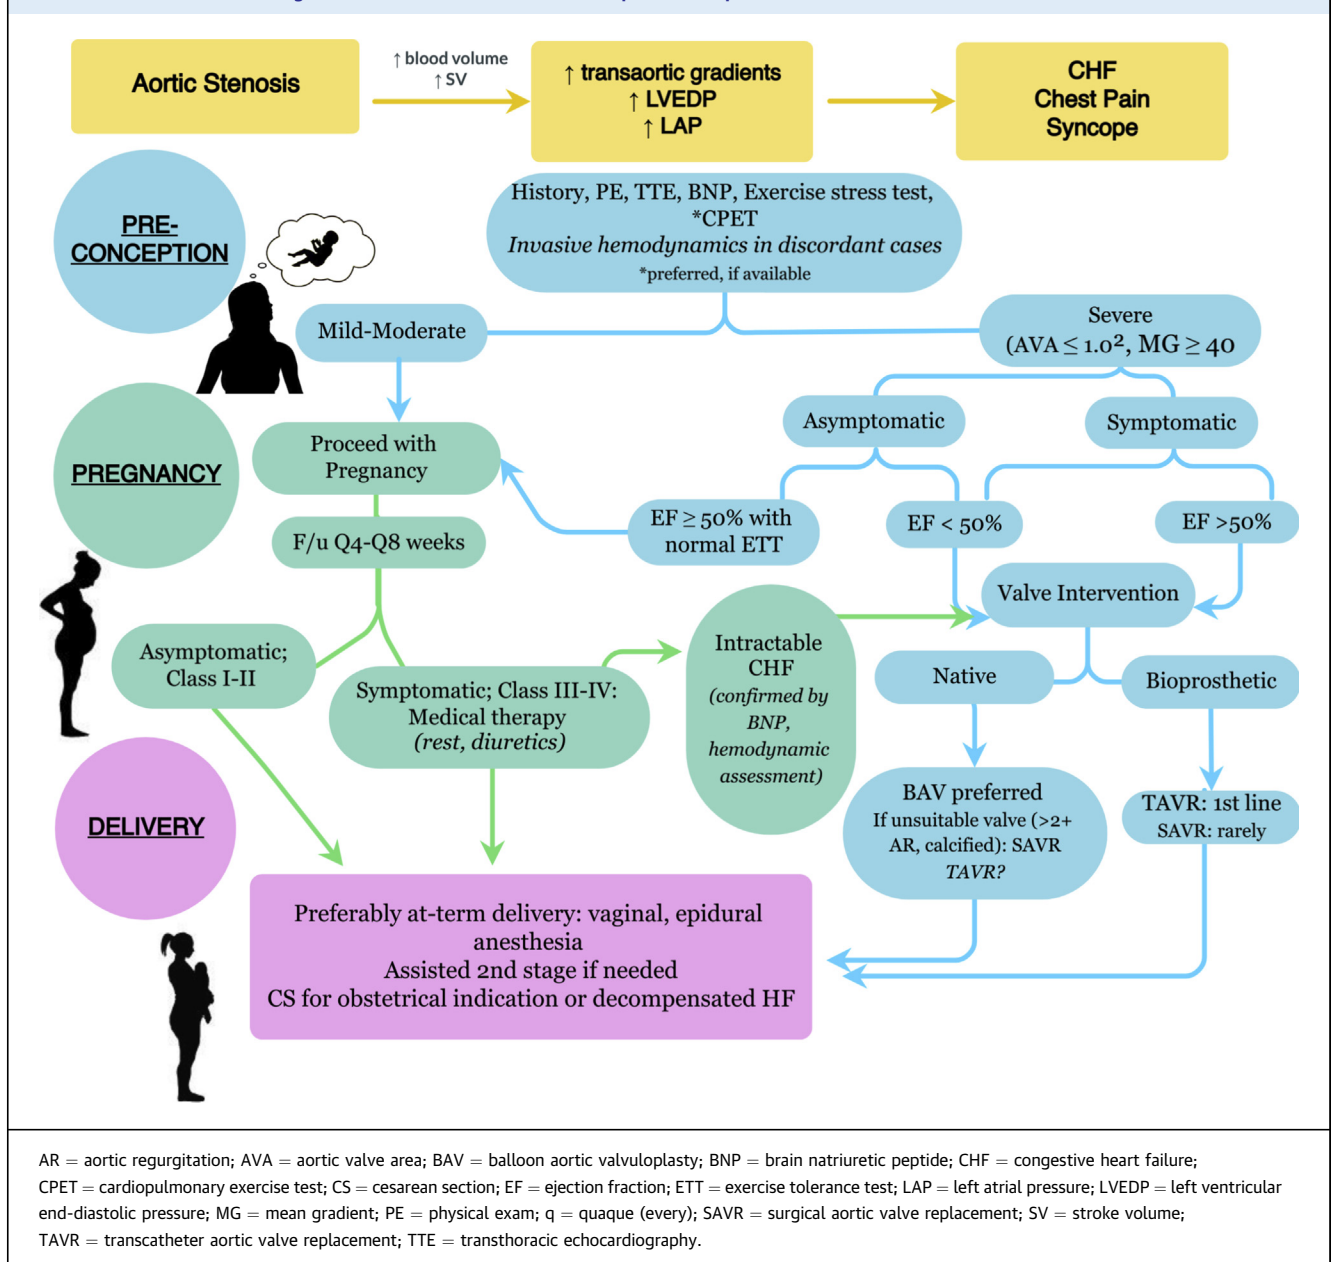 Aortic Stenosis
↑ blood volume
↑ SV
↑ transaortic gradients
↑ LVEDP
↑ LAP
CHF
Chest Pain
Syncope
PRE-
CONCEPTION
History, PE, TTE, BNP, Exercise stress test,
*CPET
Invasive hemodynamics in discordant cases
*preferred, if available
Mild-Moderate
Severe
(AVA ≤ 1.0², MG ≥ 40
Asymptomatic
Symptomatic
PREGNANCY
Proceed with
Pregnancy
EF ≥ 50% with
normal ETT
EF < 50%
EF >50%
F/u Q4-Q8 weeks
Valve Intervention
Asymptomatic;
Class I-II
Symptomatic; Class III-IV:
Medical therapy
(rest, diuretics)
Intractable
CHF
(confirmed by
BNP,
hemodynamic
assessment)
Native
Bioprosthetic
BAV preferred
If unsuitable valve (>2+
AR, calcified): SAVR
TAVR?
TAVR: 1st line
SAVR: rarely
DELIVERY
Preferably at-term delivery: vaginal, epidural
anesthesia
Assisted 2nd stage if needed
CS for obstetrical indication or decompensated HF
AR = aortic regurgitation; AVA = aortic valve area; BAV = balloon aortic valvuloplasty; BNP = brain natriuretic peptide; CHF = congestive heart failure;
CPET = cardiopulmonary exercise test; CS = cesarean section; EF = ejection fraction; ETT = exercise tolerance test; LAP = left atrial pressure; LVEDP = left ventricular
end-diastolic pressure; MG = mean gradient; PE = physical exam; q = quaque (every); SAVR = surgical aortic valve replacement; SV = stroke volume;
TAVR = transcatheter aortic valve replacement; TTE = transthoracic echocardiography.